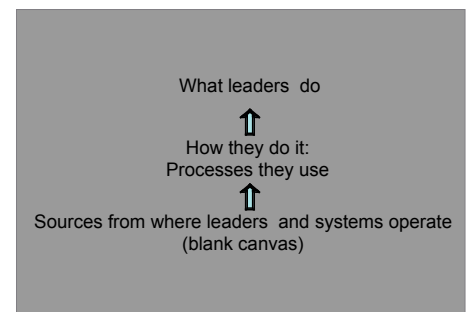 What leaders do
How they do it:
Processes they use
Sources from where leaders and systems operate
(blank canvas)